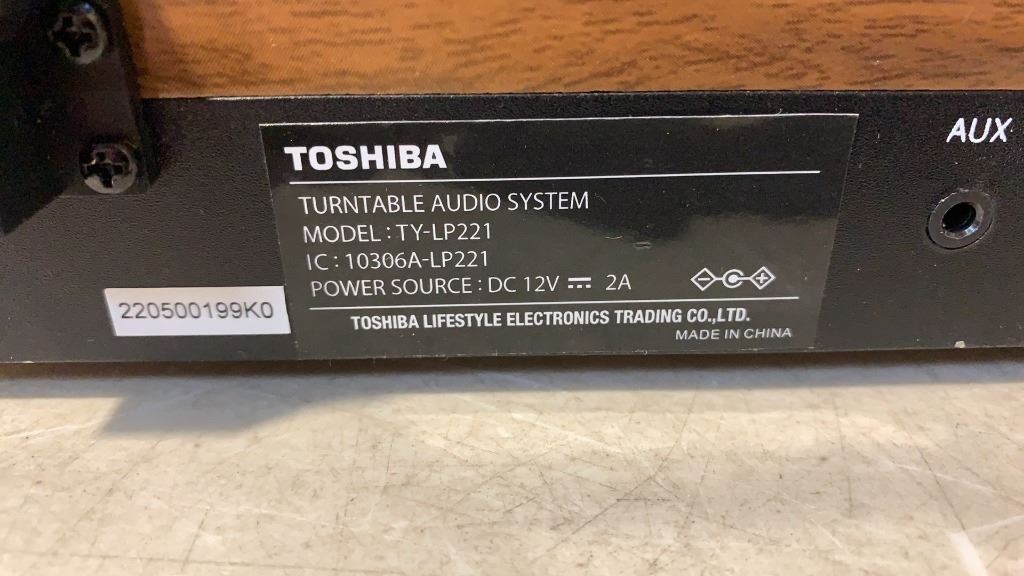 AUX
TOSHIBA
TURNTABLE AUDIO SYSTEM
MODEL : TY-LP221
IC : 10306A-LP221
POWER SOURCE : DC 12V ⎓ 2A
220500199K0
TOSHIBA LIFESTYLE ELECTRONICS TRADING CO.,LTD.
MADE IN CHINA